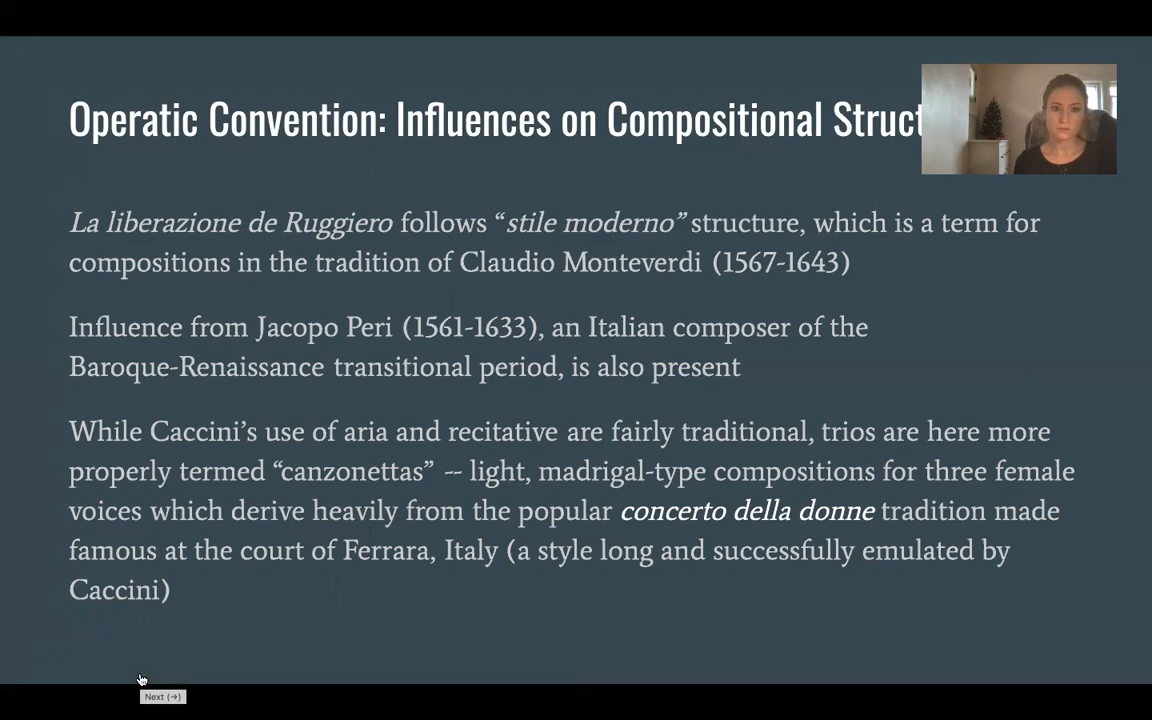 Operatic Convention: Influences on Compositional Struct
La liberazione de Ruggiero follows “stile moderno” structure, which is a term for
compositions in the tradition of Claudio Monteverdi (1567-1643)
Influence from Jacopo Peri (1561-1633), an Italian composer of the
Baroque-Renaissance transitional period, is also present
While Caccini’s use of aria and recitative are fairly traditional, trios are here more
properly termed “canzonettas” -- light, madrigal-type compositions for three female
voices which derive heavily from the popular concerto della donne tradition made
famous at the court of Ferrara, Italy (a style long and successfully emulated by
Caccini)
Next (→)